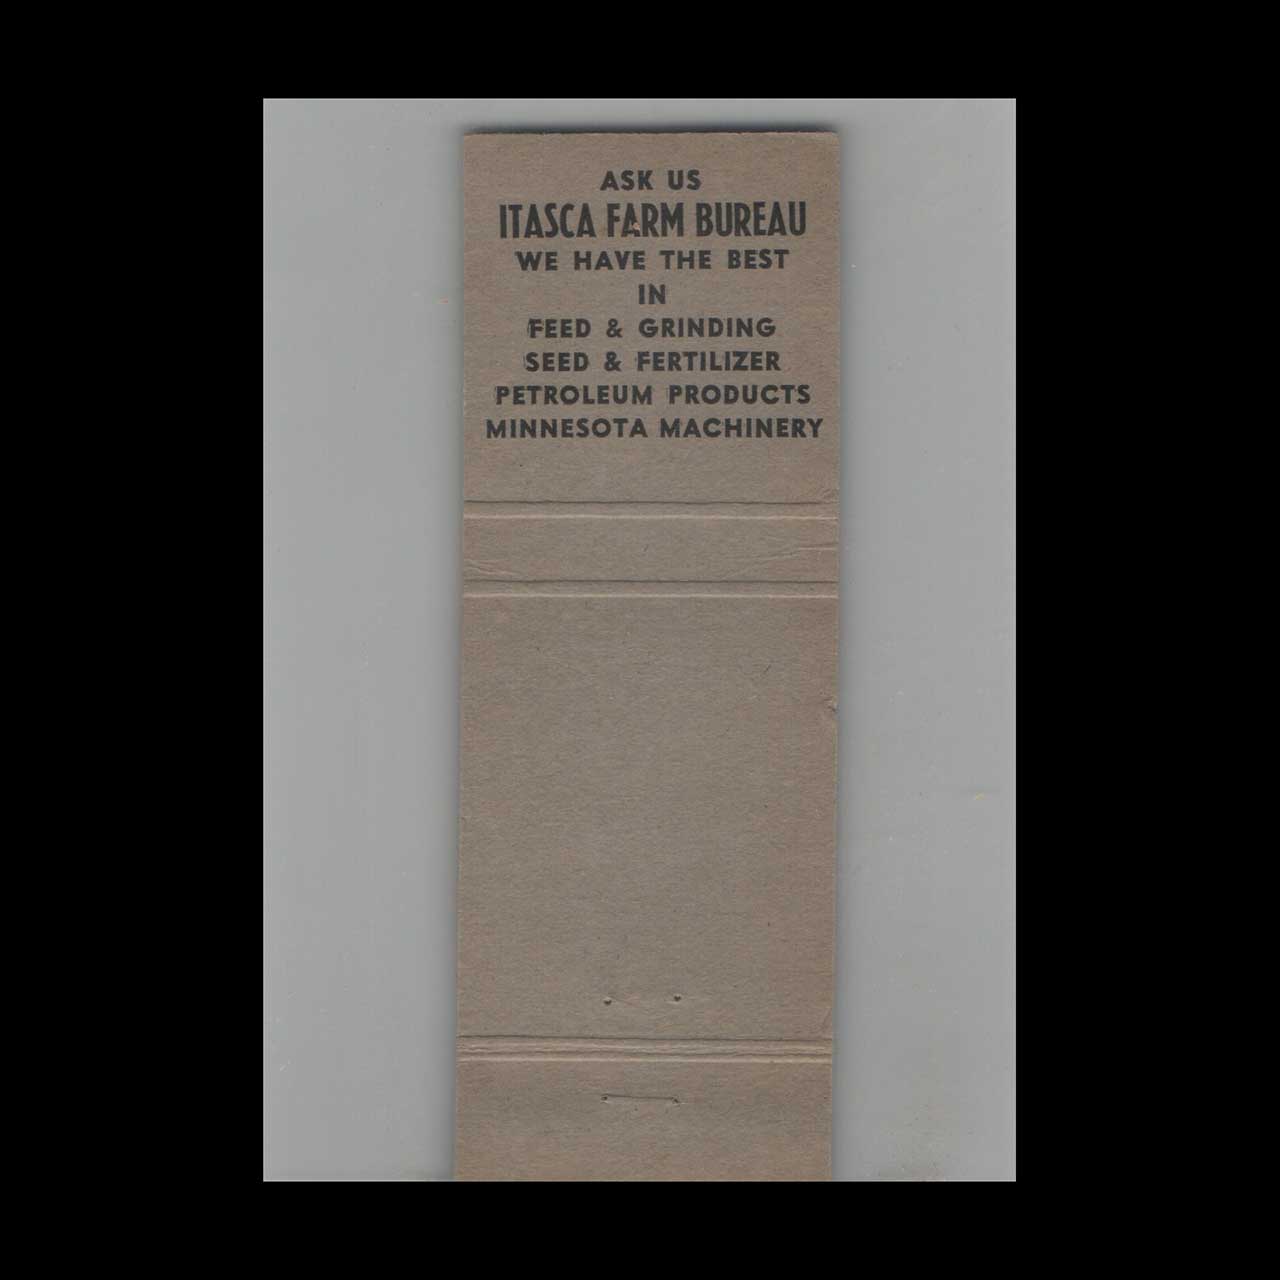 ASK US
ITASCA FARM BUREAU
WE HAVE THE BEST
IN
FEED & GRINDING
SEED & FERTILIZER
PETROLEUM PRODUCTS
MINNESOTA MACHINERY